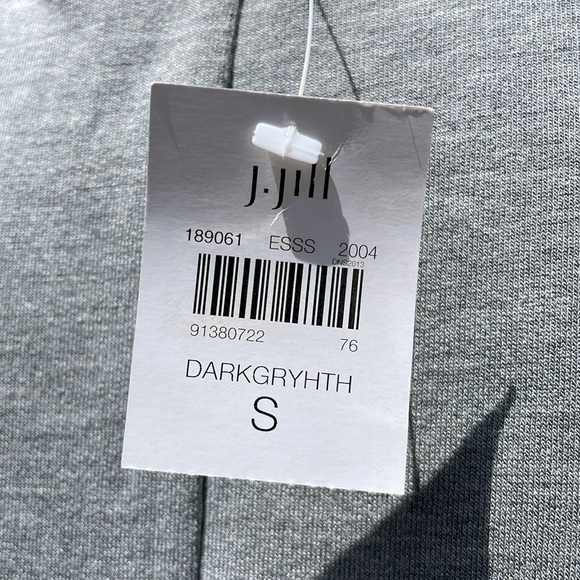 J.Jill
189061 ESSS 2004
DNS2013
91380722 76
DARKGRYHTH
S